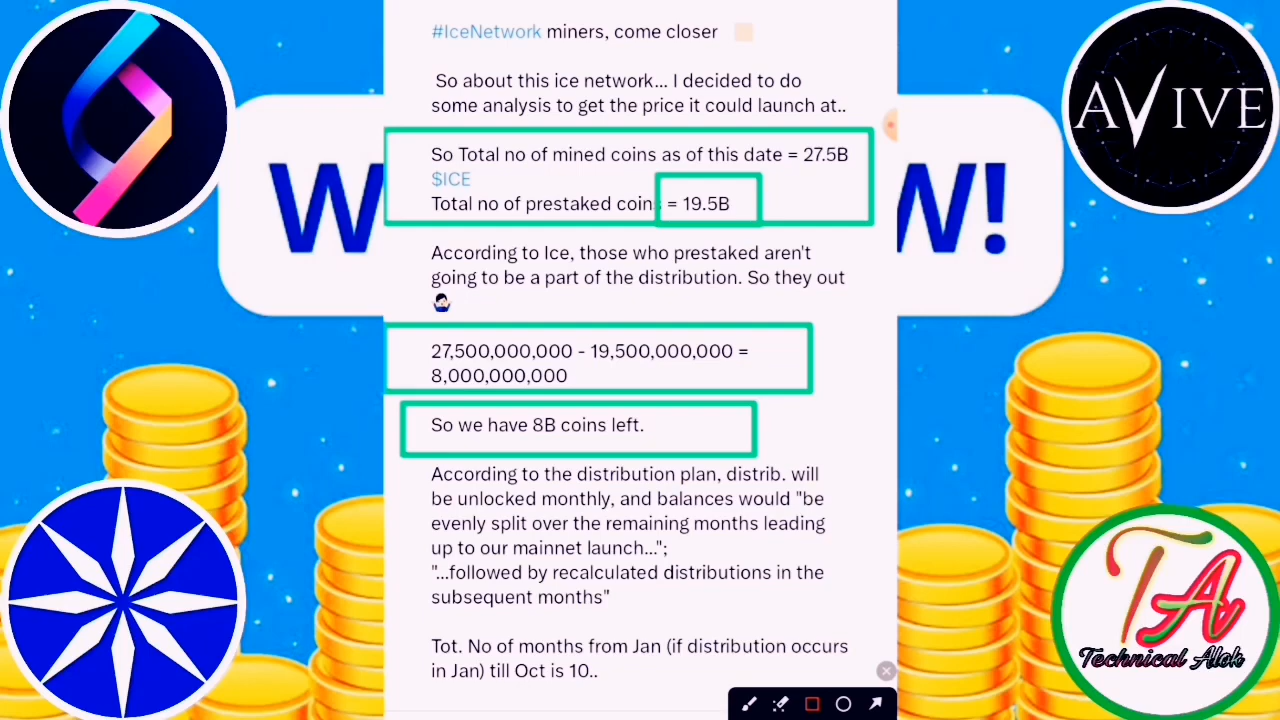 #IceNetwork miners, come closer
So about this ice network... I decided to do
some analysis to get the price it could launch at..
So Total no of mined coins as of this date = 27.5B
$ICE
Total no of prestaked coins = 19.5B
According to Ice, those who prestaked aren't
going to be a part of the distribution. So they out
27,500,000,000 - 19,500,000,000 =
8,000,000,000
So we have 8B coins left.
According to the distribution plan, distrib. will
be unlocked monthly, and balances would "be
evenly split over the remaining months leading
up to our mainnet launch...";
"...followed by recalculated distributions in the
subsequent months"
Tot. No of months from Jan (if distribution occurs
in Jan) till Oct is 10..
W
W!
AVIVE
TA
Technical Alok